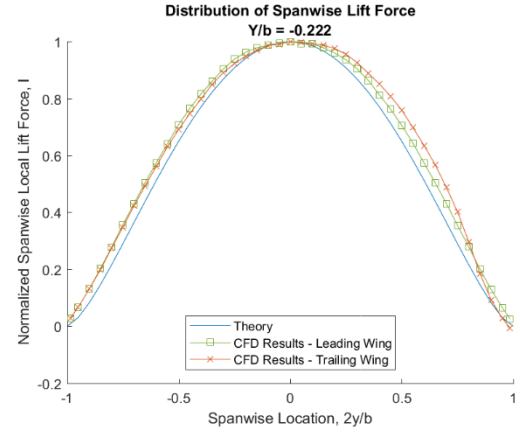 Distribution of Spanwise Lift Force
Y/b = -0.222
Normalized Spanwise Local Lift Force, l
1
0.8
0.6
0.4
0.2
0
-0.2
-1
-0.5
0
0.5
1
Spanwise Location, 2y/b
Theory
CFD Results - Leading Wing
CFD Results - Trailing Wing